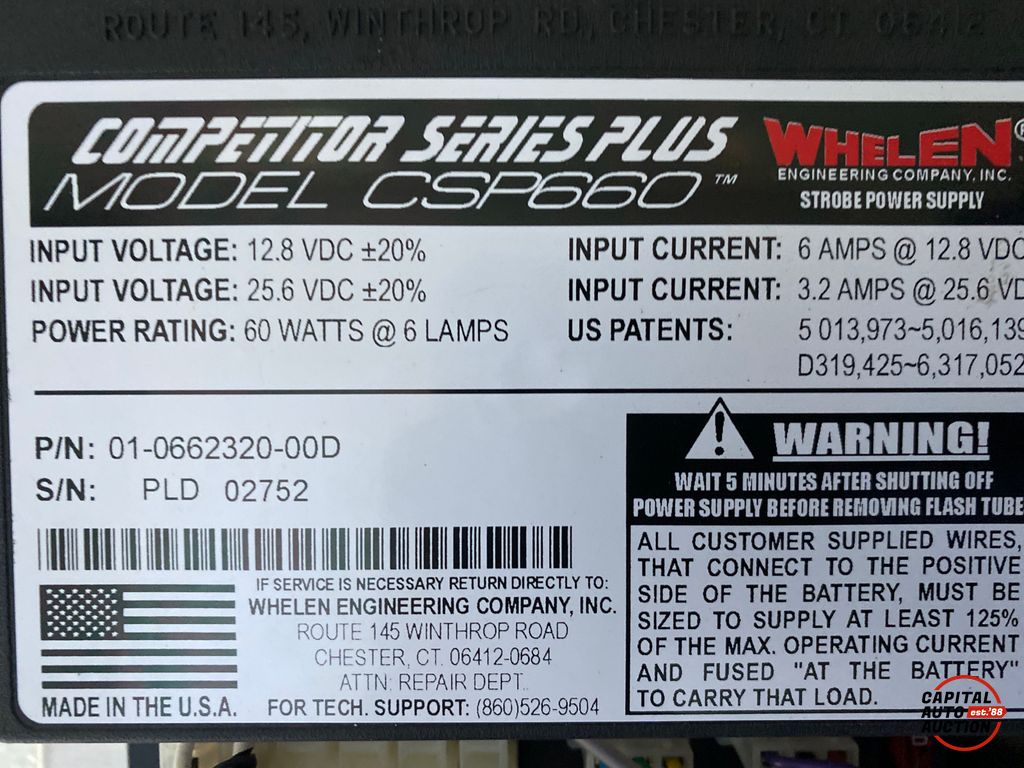 ROUTE 145, WINTHROP RD, CHESTER, CT 06412
COMPETITOR SERIES PLUS
MODEL CSP660™
WHELEN®
ENGINEERING COMPANY, INC.
STROBE POWER SUPPLY
INPUT VOLTAGE: 12.8 VDC ±20%
INPUT VOLTAGE: 25.6 VDC ±20%
POWER RATING: 60 WATTS @ 6 LAMPS
INPUT CURRENT: 6 AMPS @ 12.8 VDC
INPUT CURRENT: 3.2 AMPS @ 25.6 VD
US PATENTS: 5 013,973~5,016,139
D319,425~6,317,052
P/N: 01-0662320-00D
S/N: PLD 02752
IF SERVICE IS NECESSARY RETURN DIRECTLY TO:
WHELEN ENGINEERING COMPANY, INC.
ROUTE 145 WINTHROP ROAD
CHESTER, CT. 06412-0684
ATTN: REPAIR DEPT.
MADE IN THE U.S.A.
FOR TECH. SUPPORT: (860)526-9504
WARNING!
WAIT 5 MINUTES AFTER SHUTTING OFF
POWER SUPPLY BEFORE REMOVING FLASH TUBE
ALL CUSTOMER SUPPLIED WIRES,
THAT CONNECT TO THE POSITIVE
SIDE OF THE BATTERY, MUST BE
SIZED TO SUPPLY AT LEAST 125%
OF THE MAX. OPERATING CURRENT
AND FUSED "AT THE BATTERY"
TO CARRY THAT LOAD.
CAPITAL
AUTO est.'88
AUCTION